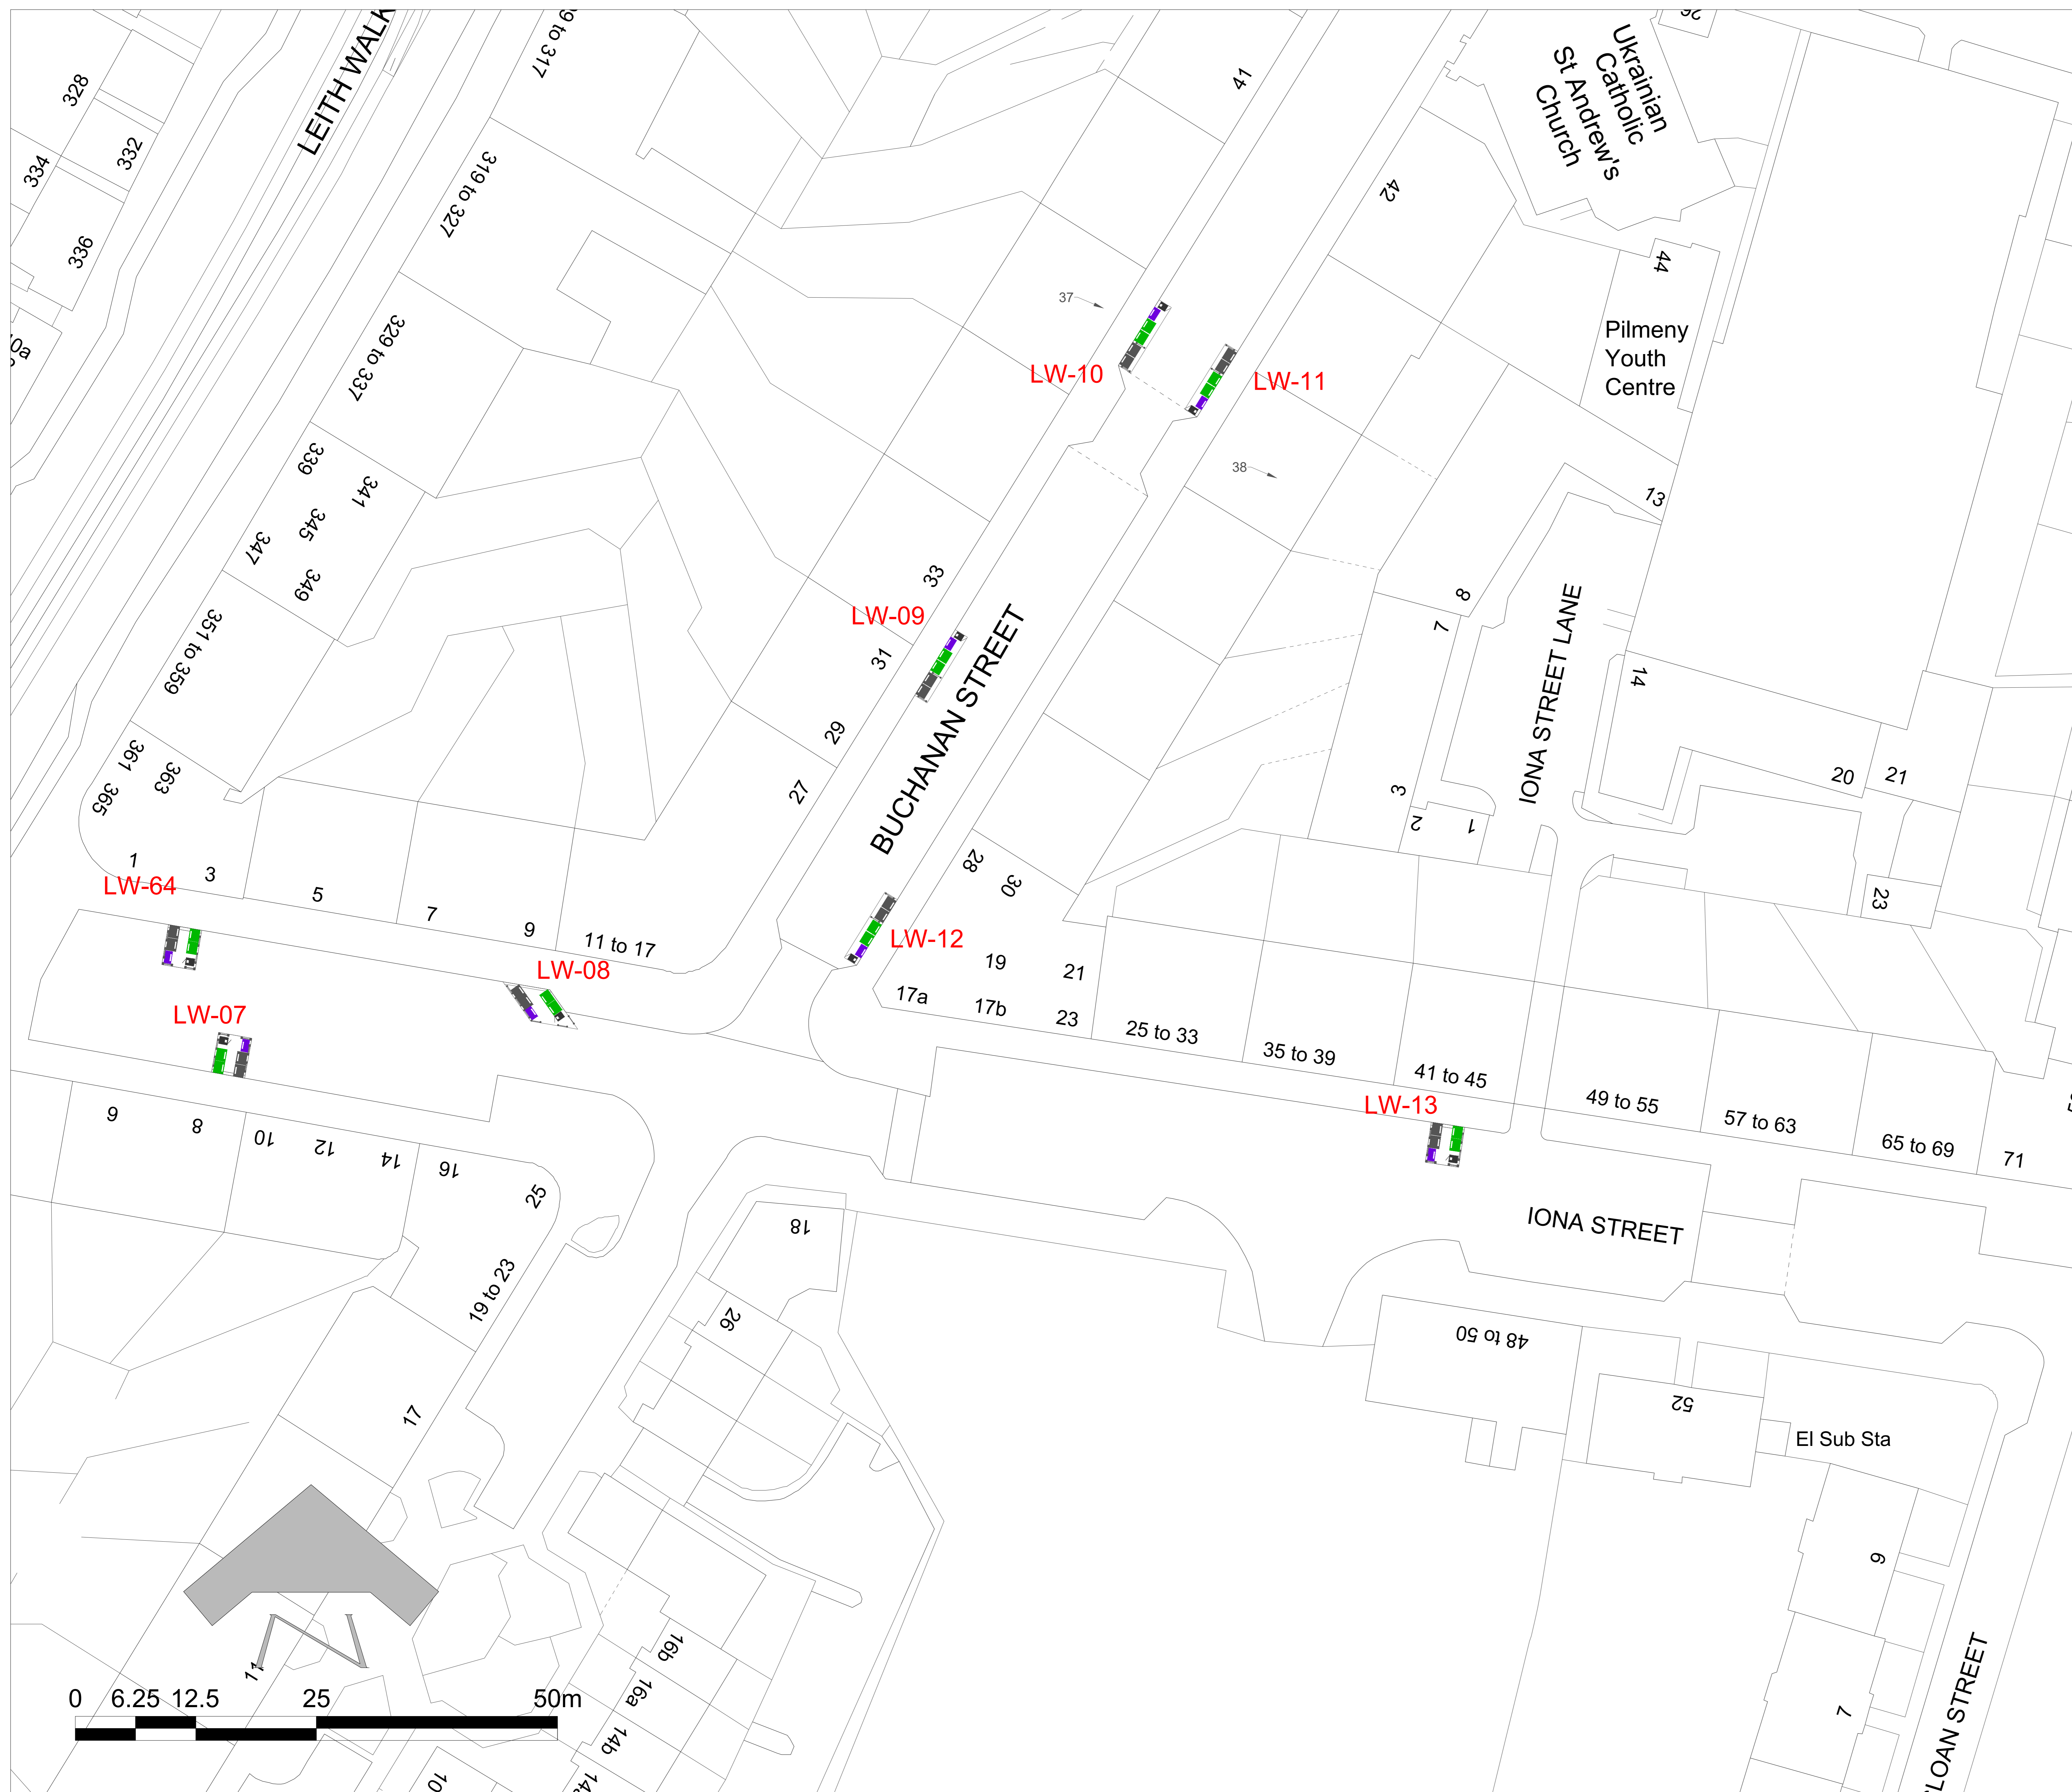 LEITH WALK
328
332
334
336
319 to 327
329 to 337
339
341
345
347
349
351 to 359
361
363
365
1
3
5
7
9
11 to 17
LW-64
LW-08
LW-07
41
42
37
38
LW-10
LW-11
Ukrainian
Catholic
St Andrew's
Church
44
Pilmeny
Youth
Centre
13
8
7
3
2
1
IONA STREET LANE
14
20
21
23
33
LW-09
31
29
27
BUCHANAN STREET
28
30
LW-12
19
21
17a
17b
23
25 to 33
35 to 39
41 to 45
LW-13
49 to 55
57 to 63
65 to 69
71
IONA STREET
6
8
10
12
14
16
25
19 to 23
17
18
26
48 to 50
52
El Sub Sta
6
7
16b
16a
14b
N
0 6.25 12.5 25 50m